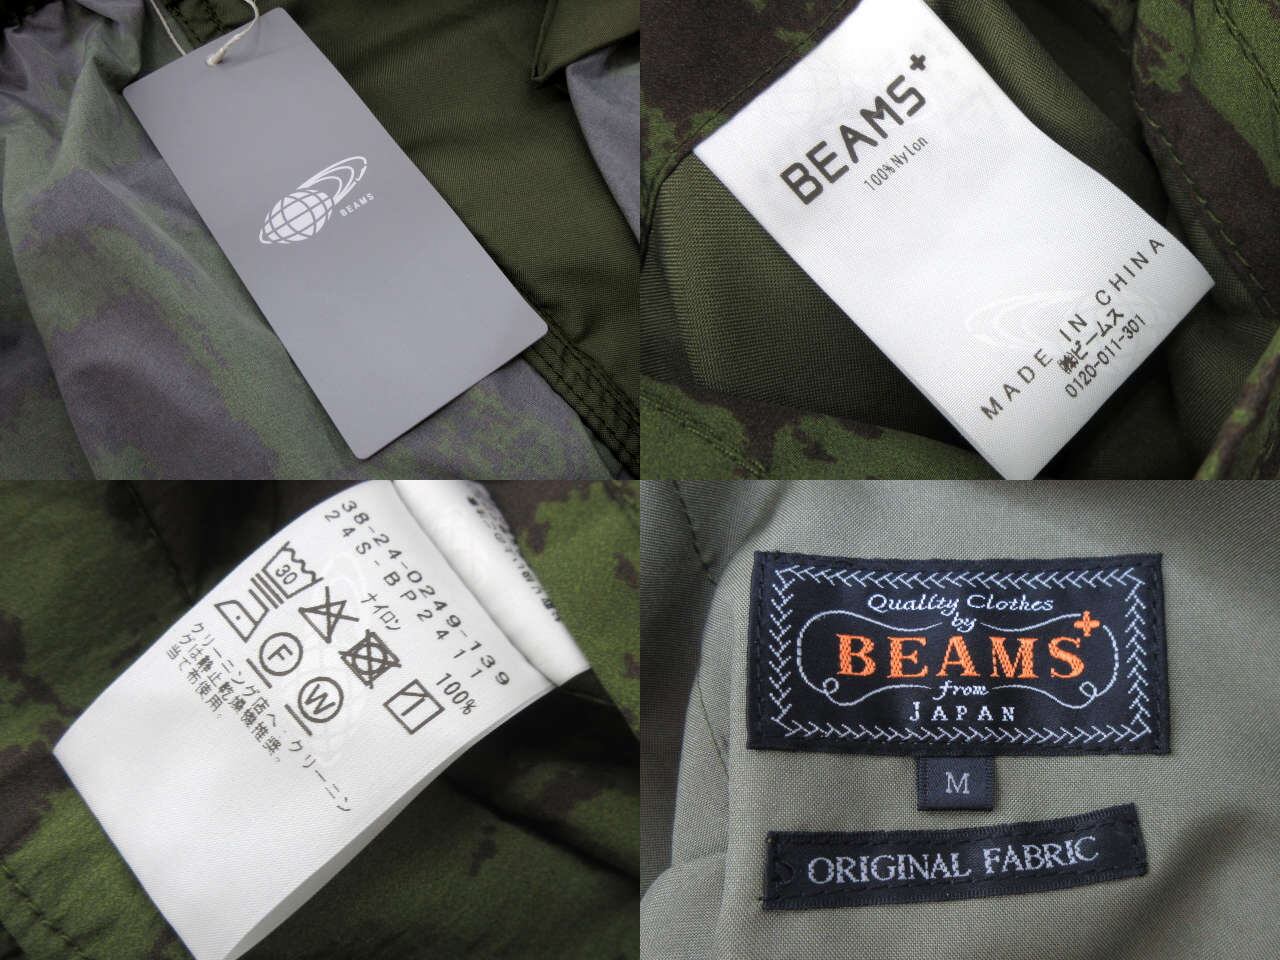 BEAMS
BEAMS+
100% Nylon
MADE IN CHINA
㈱ビームス
0120-011-301
38-24-0249-139
24S-BP2411
ナイロン 100%
30
F
W
クリーニング店へ。クリーニン
グは静止乾燥機推奨。
当て布使用。
Quality Clothes
by
BEAMS+
from
JAPAN
M
ORIGINAL FABRIC